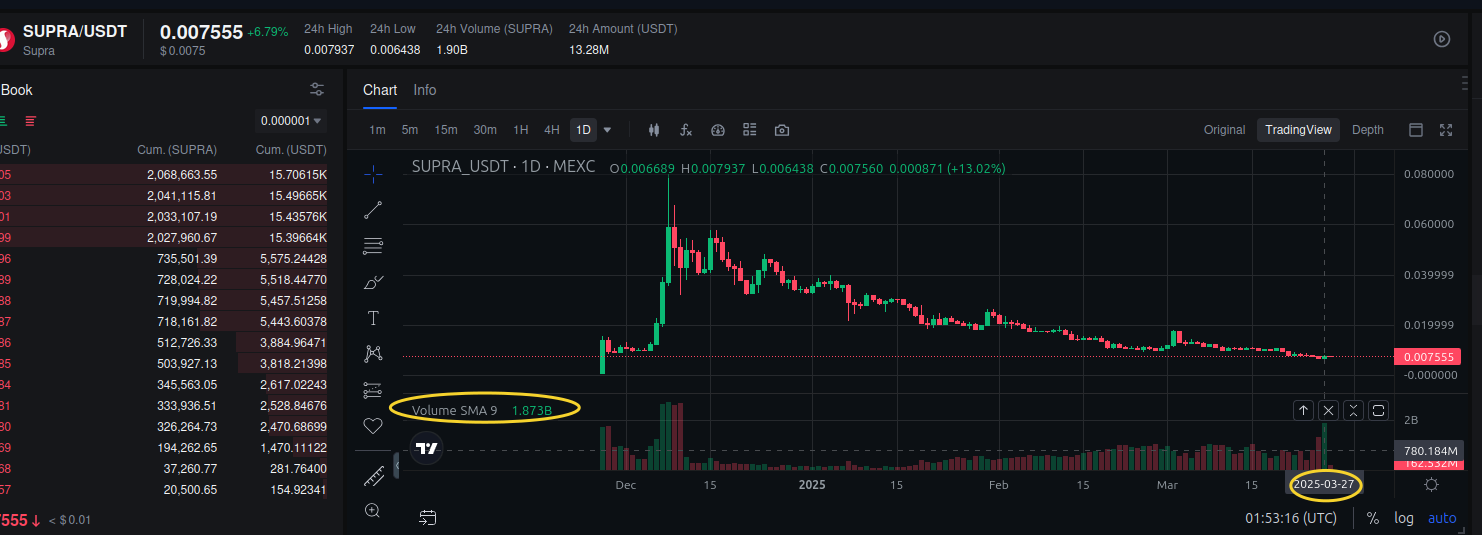 SUPRA/USDT
Supra
0.007555 +6.79%
$ 0.0075
24h High
0.007937
24h Low
0.006438
24h Volume (SUPRA)
1.90B
24h Amount (USDT)
13.28M
Book
0.000001
SDT) Cum. (SUPRA) Cum. (USDT)
05 2,068,663.55 15.70615K
03 2,041,115.81 15.49665K
01 2,033,107.19 15.43576K
99 2,027,960.67 15.39664K
96 735,501.39 5,575.24428
89 728,024.22 5,518.44770
88 719,994.82 5,457.51258
87 718,161.82 5,443.60378
86 512,726.33 3,884.96471
85 503,927.13 3,818.21398
84 345,563.05 2,617.02243
81 333,936.51 2,528.84676
80 326,264.73 2,470.68699
69 194,262.65 1,470.11122
68 37,260.77 281.76400
57 20,500.65 154.92341
7555 ↓ < $ 0.01
Chart Info
1m 5m 15m 30m 1H 4H 1D
Original TradingView Depth
SUPRA_USDT · 1D · MEXC O0.006689 H0.007937 L0.006438 C0.007560 0.000871 (+13.02%)
0.080000
0.060000
0.039999
0.019999
0.007555
-0.000000
Volume SMA 9 1.873B
2B
780.184M
162.532M
Dec 15 2025 15 Feb 15 Mar 15 2025-03-27
01:53:16 (UTC) % log auto